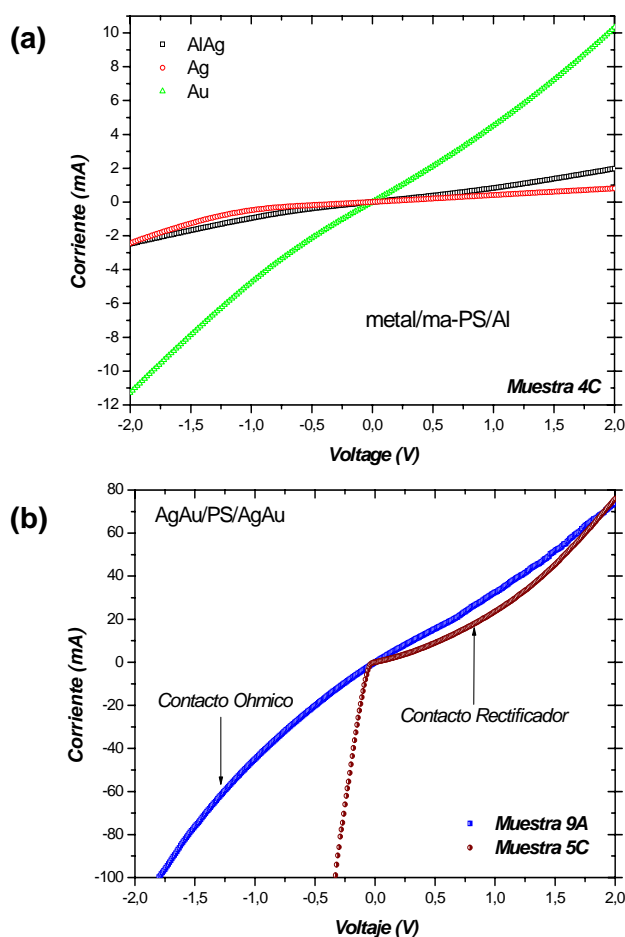 (a)
10
8
6
4
2
0
-2
-4
-6
-8
-10
-12
Corriente (mA)
AlAg
Ag
Au
metal/ma-PS/Al
Muestra 4C
-2,0 -1,5 -1,0 -0,5 0,0 0,5 1,0 1,5 2,0
Voltage (V)
(b)
80
60
40
20
0
-20
-40
-60
-80
-100
Corriente (mA)
AgAu/PS/AgAu
Contacto Ohmico
Contacto Rectificador
Muestra 9A
Muestra 5C
-2,0 -1,5 -1,0 -0,5 0,0 0,5 1,0 1,5 2,0
Voltaje (V)